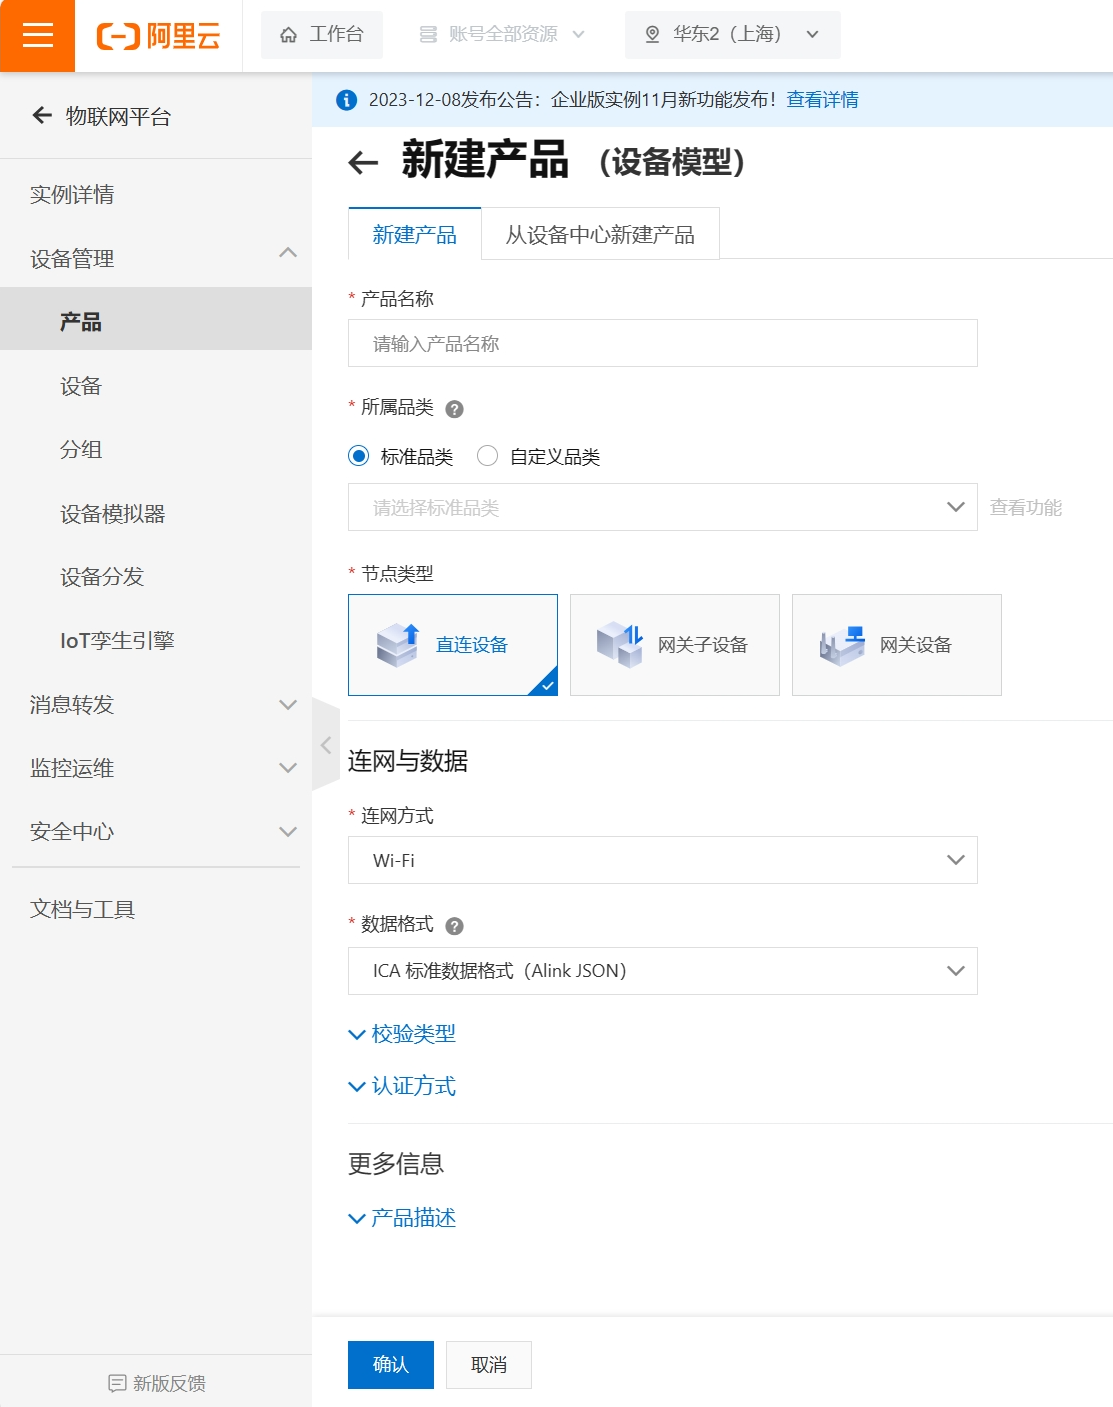 阿里云
工作台
账号全部资源
华东2（上海）
物联网平台
实例详情
设备管理
产品
设备
分组
设备模拟器
设备分发
IoT孪生引擎
消息转发
监控运维
安全中心
文档与工具
新版反馈
2023-12-08发布公告：企业版实例11月新功能发布！查看详情
新建产品 （设备模型）
新建产品
从设备中心新建产品
* 产品名称
请输入产品名称
* 所属品类 ?
标准品类 自定义品类
请选择标准品类
查看功能
* 节点类型
直连设备
网关子设备
网关设备
连网与数据
* 连网方式
Wi-Fi
* 数据格式 ?
ICA 标准数据格式（Alink JSON）
校验类型
认证方式
更多信息
产品描述
确认
取消